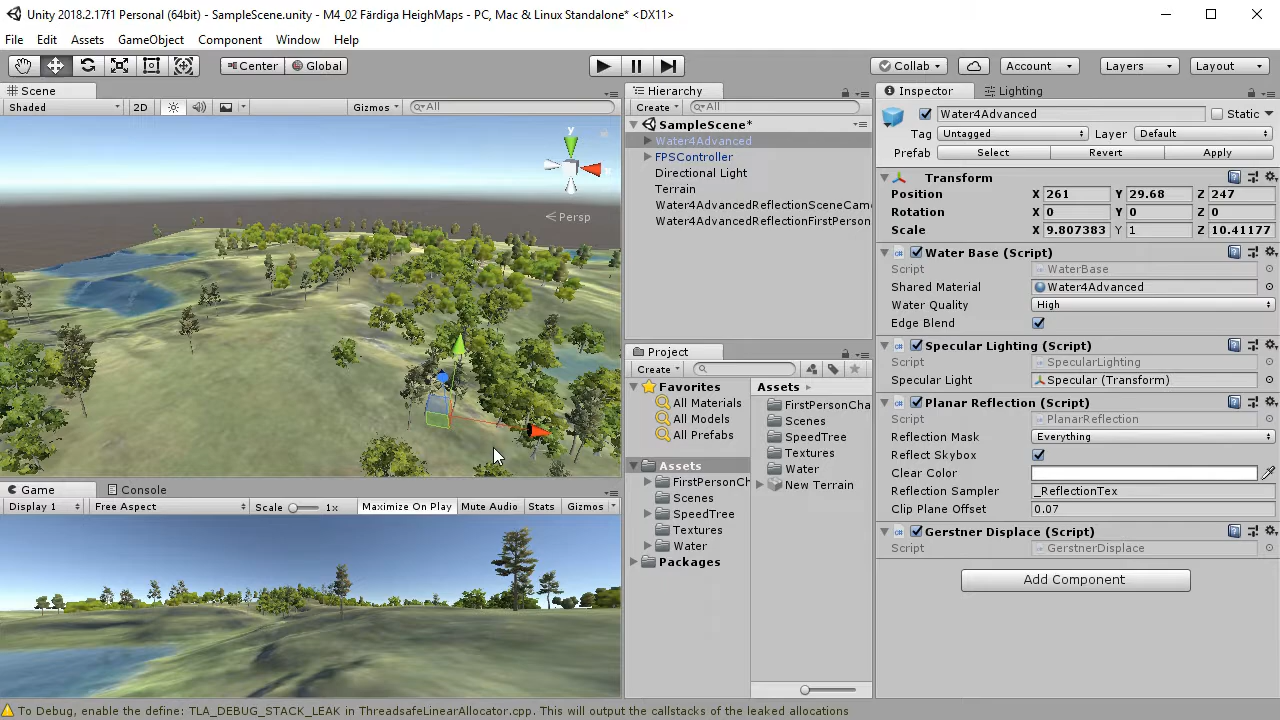 Unity 2018.2.17f1 Personal (64bit) - SampleScene.unity - M4_02 Färdiga HeighMaps - PC, Mac & Linux Standalone* <DX11>
File Edit Assets GameObject Component Window Help
Center Global Collab Account Layers Layout
Scene
Shaded 2D Gizmos All
y
x
Persp
Game Console
Display 1 Free Aspect Scale 1x Maximize On Play Mute Audio Stats Gizmos
Hierarchy
Create All
SampleScene*
Water4Advanced
FPSController
Directional Light
Terrain
Water4AdvancedReflectionSceneCam
Water4AdvancedReflectionFirstPerson
Project
Create
Favorites
All Materials
All Models
All Prefabs
Assets
FirstPersonCh
Scenes
SpeedTree
Textures
Water
Packages
Assets
FirstPersonCha
Scenes
SpeedTree
Textures
Water
New Terrain
Inspector Lighting
Water4Advanced Static
Tag Untagged Layer Default
Prefab Select Revert Apply
Transform
Position X 261 Y 29.68 Z 247
Rotation X 0 Y 0 Z 0
Scale X 9.807383 Y 1 Z 10.41177
Water Base (Script)
Script WaterBase
Shared Material Water4Advanced
Water Quality High
Edge Blend
Specular Lighting (Script)
Script SpecularLighting
Specular Light Specular (Transform)
Planar Reflection (Script)
Script PlanarReflection
Reflection Mask Everything
Reflect Skybox
Clear Color
Reflection Sampler _ReflectionTex
Clip Plane Offset 0.07
Gerstner Displace (Script)
Script GerstnerDisplace
Add Component
To Debug, enable the define: TLA_DEBUG_STACK_LEAK in ThreadsafeLinearAllocator.cpp. This will output the callstacks of the leaked allocations